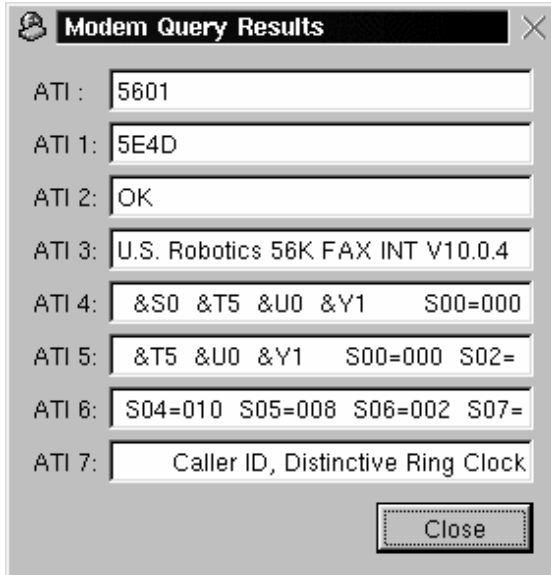 Modem Query Results
ATI : 5601
ATI 1: 5E4D
ATI 2: OK
ATI 3: U.S. Robotics 56K FAX INT V10.0.4
ATI 4: &S0 &T5 &U0 &Y1 S00=000
ATI 5: &T5 &U0 &Y1 S00=000 S02=
ATI 6: S04=010 S05=008 S06=002 S07=
ATI 7: Caller ID, Distinctive Ring Clock
Close